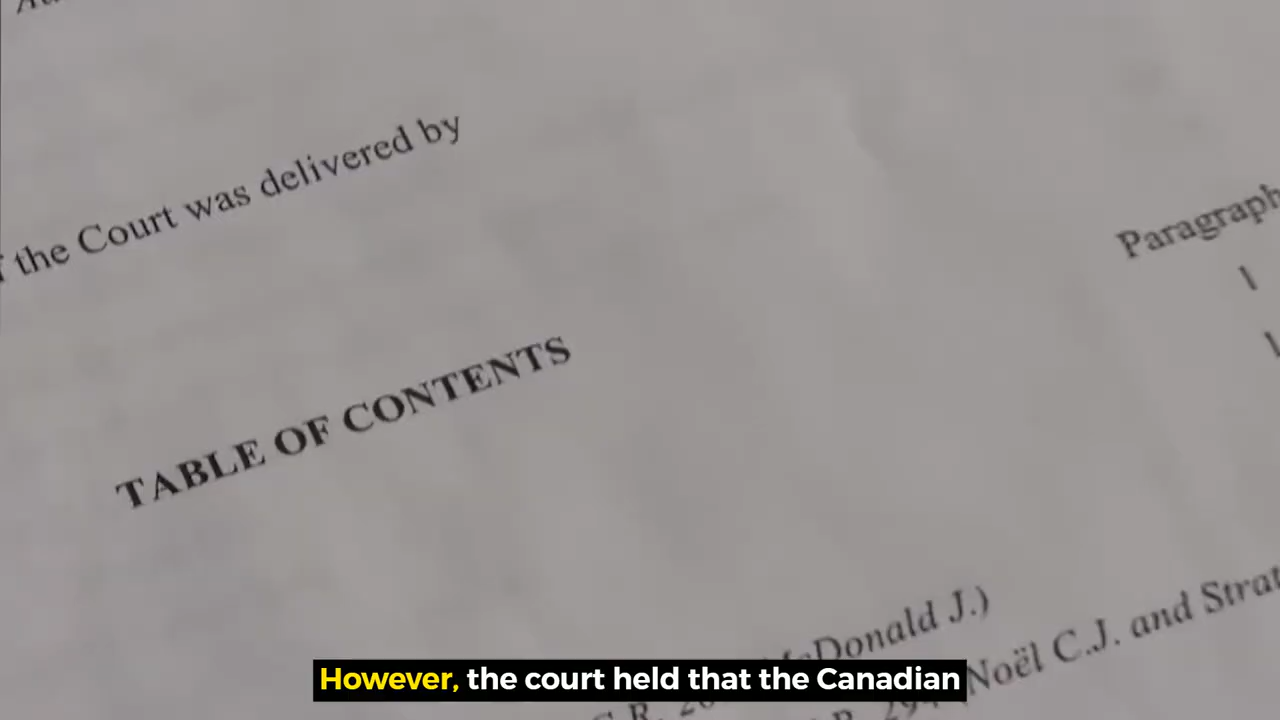 the Court was delivered by
Paragraph
1
TABLE OF CONTENTS
Donald J.)
Noël C.J. and
C.R.
However, the court held that the Canadian